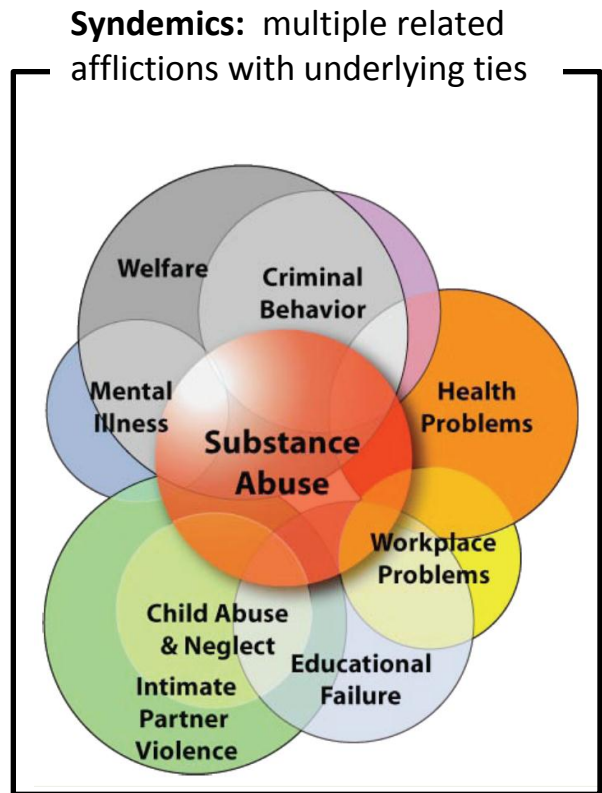 Syndemics: multiple related
afflictions with underlying ties
Welfare
Criminal
Behavior
Mental
Illness
Health
Problems
Substance
Abuse
Workplace
Problems
Child Abuse
& Neglect
Educational
Failure
Intimate
Partner
Violence